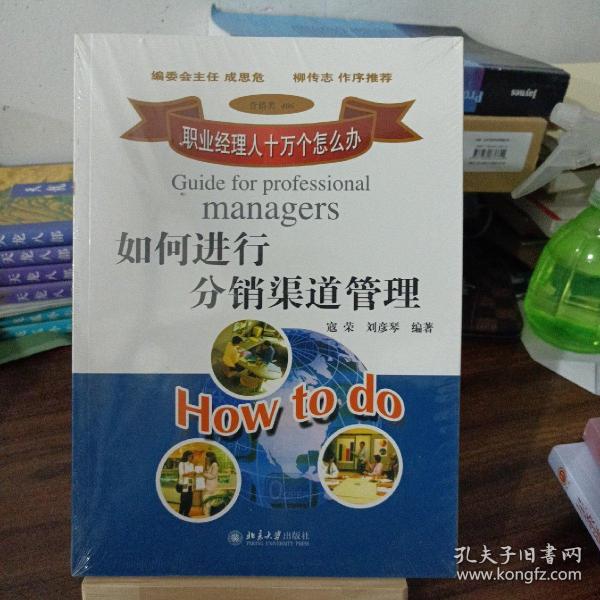 编委会主任 成思危 柳传志 作序推荐
营销类 406
职业经理人十万个怎么办
Guide for professional
managers
如何进行
分销渠道管理
寇荣 刘彦琴 编著
How to do
北京大学出版社
PEKING UNIVERSITY PRESS
Jaynes
孔夫子旧书网
www.kongfz.com